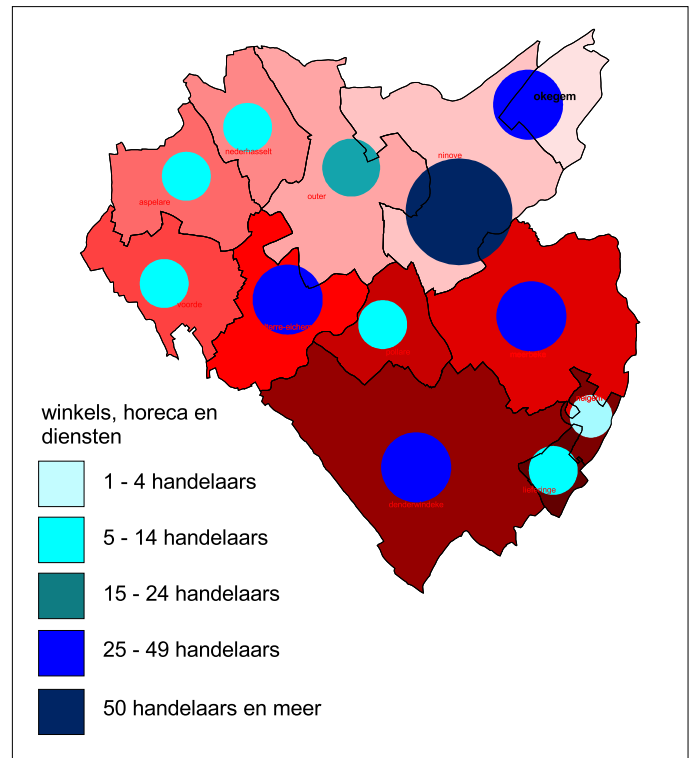 okegem
nederhasselt
ninove
aspelare
outer
voorde
winkels, horeca en
diensten
1 - 4 handelaars
5 - 14 handelaars
15 - 24 handelaars
25 - 49 handelaars
50 handelaars en meer
denderwindeke